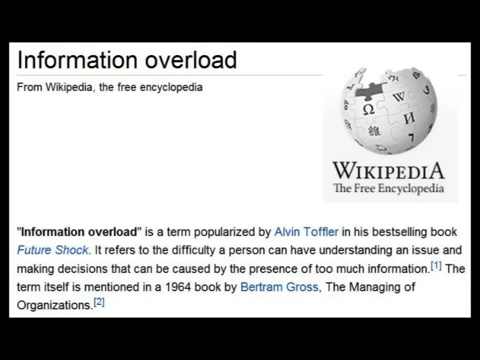 Information overload
From Wikipedia, the free encyclopedia
Ω
W
И
維
WIKIPEDIA
The Free Encyclopedia
"Information overload" is a term popularized by Alvin Toffler in his bestselling book
Future Shock. It refers to the difficulty a person can have understanding an issue and
making decisions that can be caused by the presence of too much information.[1] The
term itself is mentioned in a 1964 book by Bertram Gross, The Managing of
Organizations.[2]